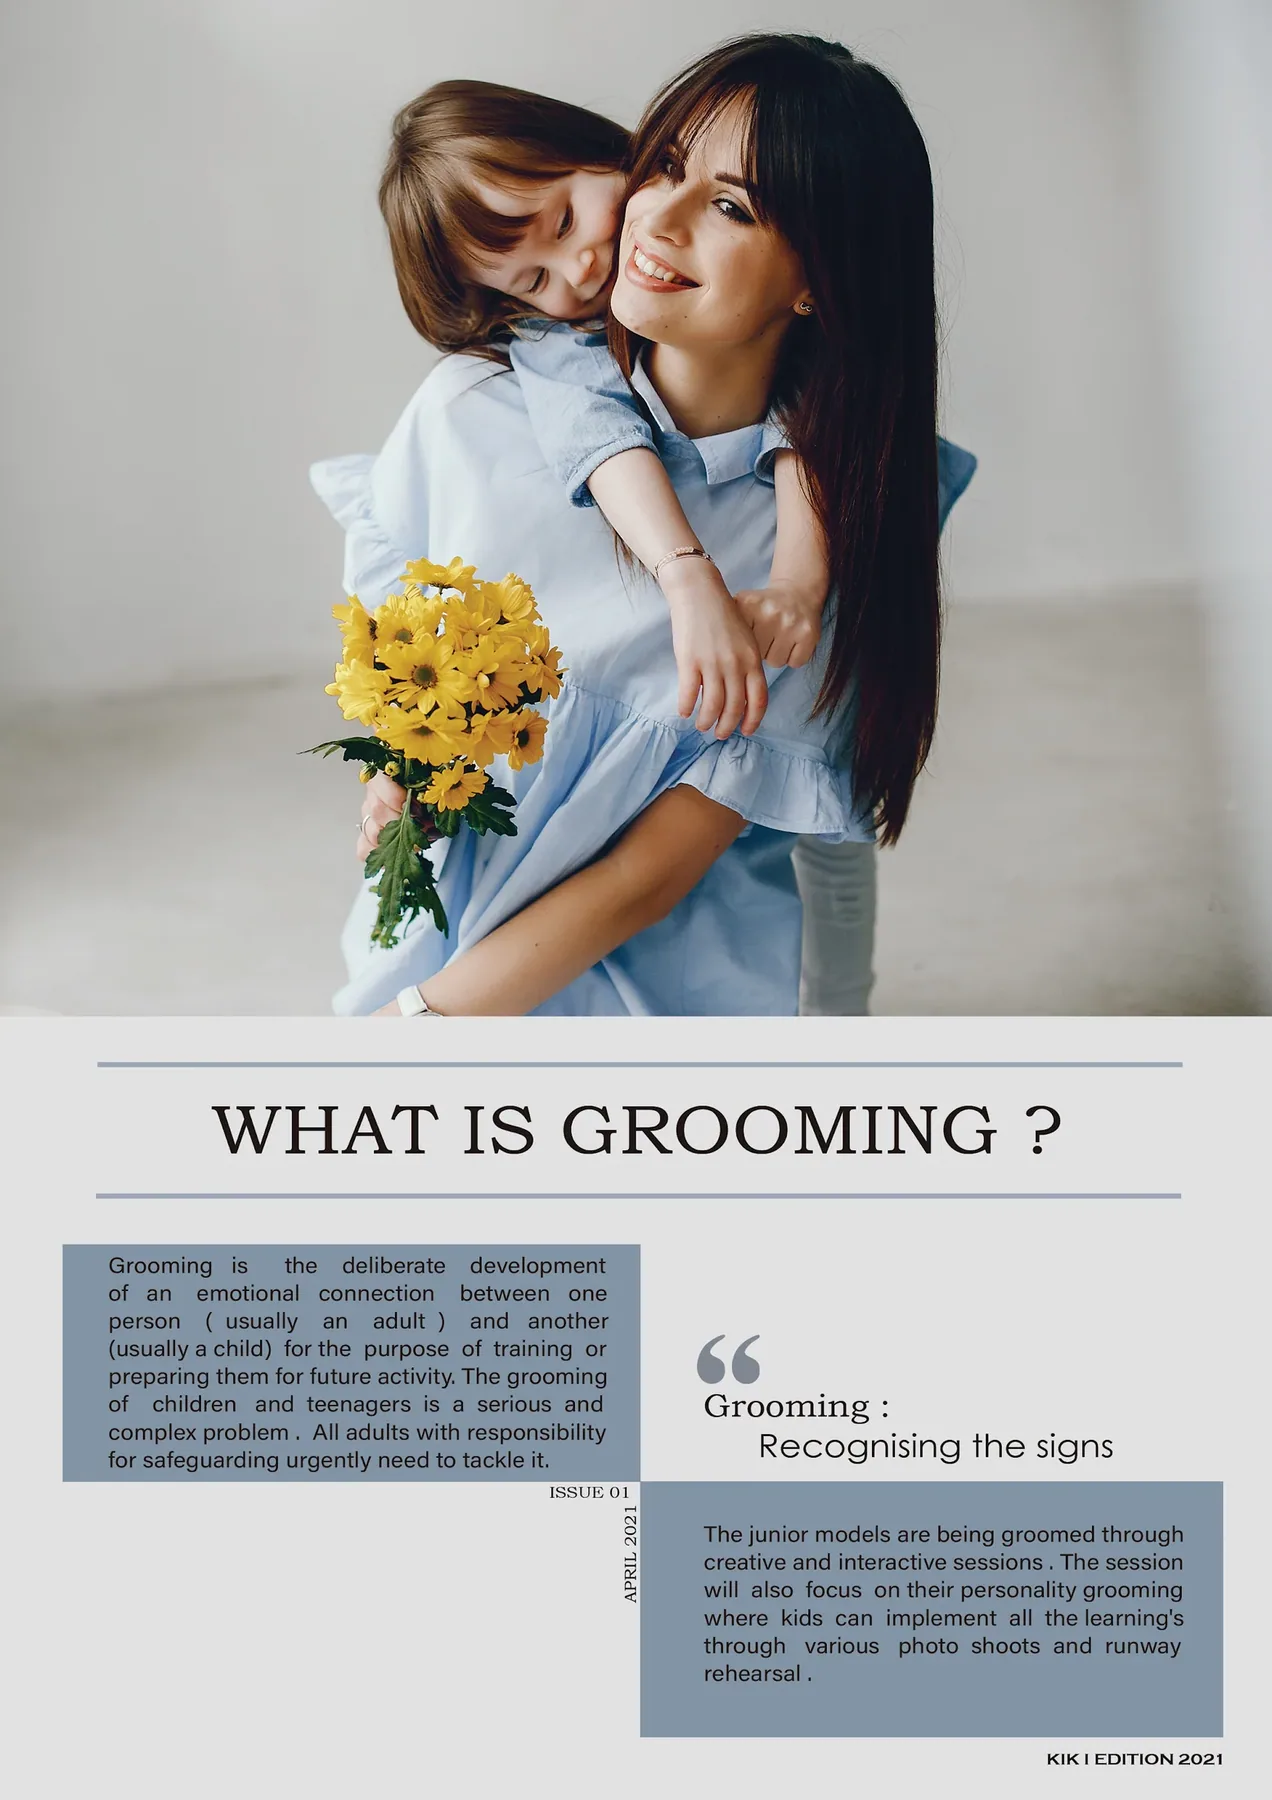 WHAT IS GROOMING ?
Grooming is the deliberate development
of an emotional connection between one
person ( usually an adult ) and another
(usually a child) for the purpose of training or
preparing them for future activity. The grooming
of children and teenagers is a serious and
complex problem . All adults with responsibility
for safeguarding urgently need to tackle it.
ISSUE 01
APRIL 2021
“
Grooming :
Recognising the signs
The junior models are being groomed through
creative and interactive sessions . The session
will also focus on their personality grooming
where kids can implement all the learning's
through various photo shoots and runway
rehearsal .
KIK I EDITION 2021